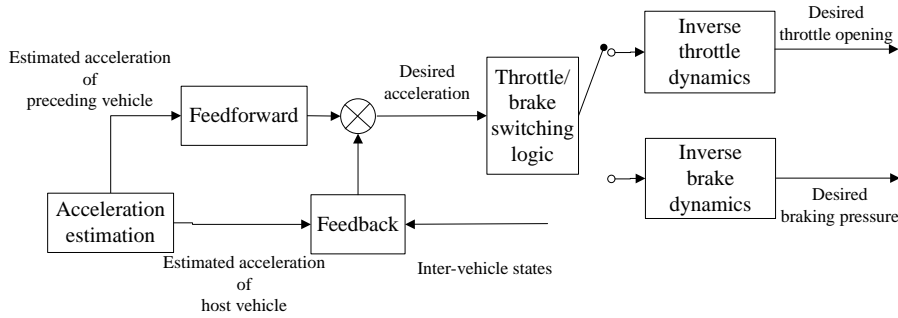 Estimated acceleration
of
preceding vehicle
Feedforward
Desired
acceleration
Throttle/
brake
switching
logic
Inverse
throttle
dynamics
Desired
throttle opening
Acceleration
estimation
Estimated acceleration
of
host vehicle
Feedback
Inter-vehicle states
Inverse
brake
dynamics
Desired
braking pressure